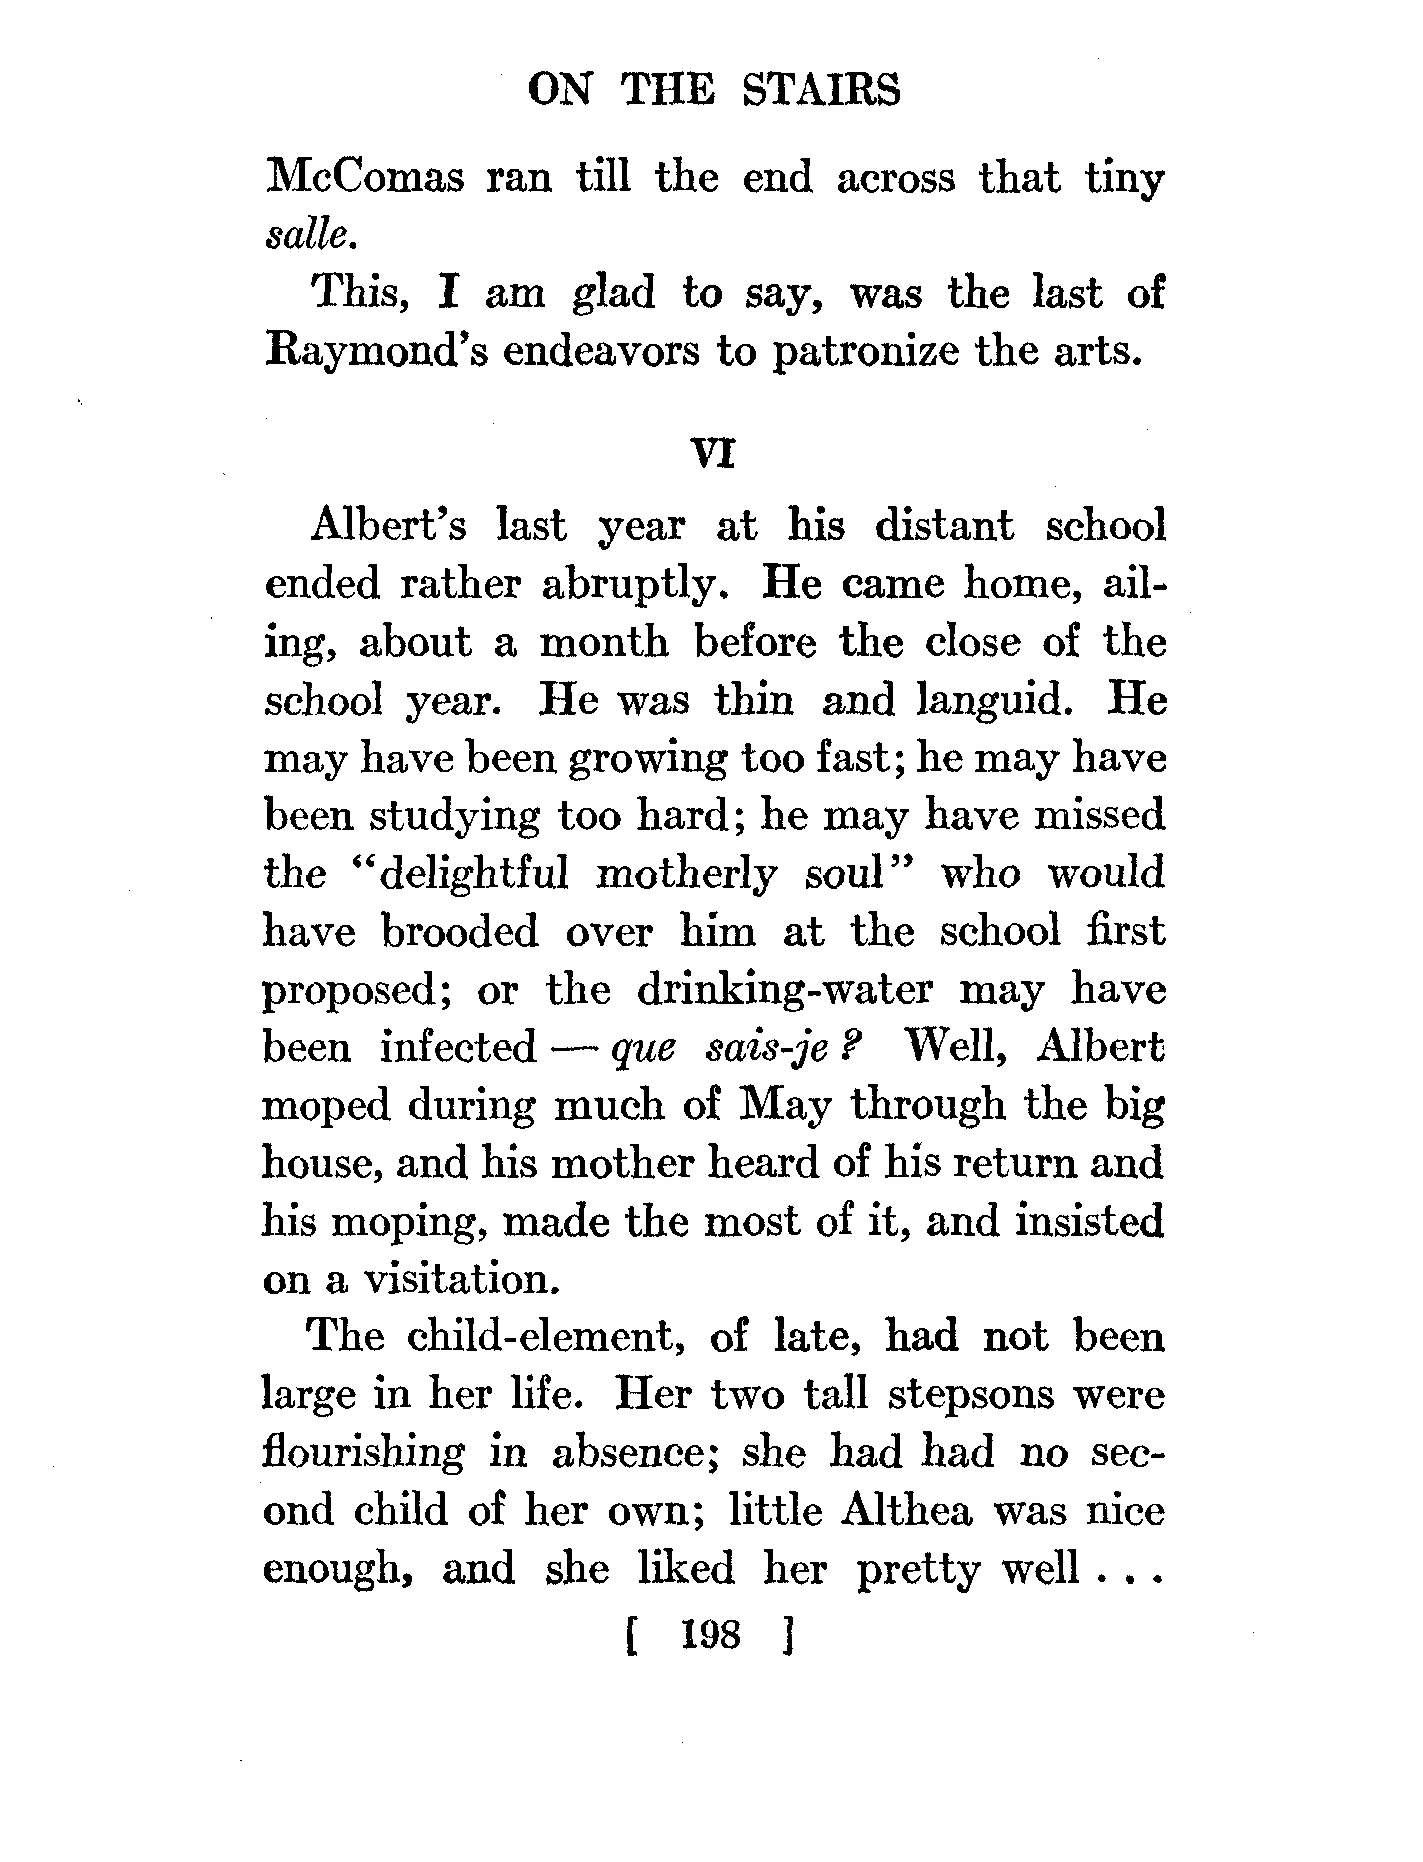 ON THE STAIRS
McComas ran till the end across that tiny
salle.
This, I am glad to say, was the last of
Raymond's endeavors to patronize the arts.
VI
Albert's last year at his distant school
ended rather abruptly. He came home, ail-
ing, about a month before the close of the
school year. He was thin and languid. He
may have been growing too fast; he may have
been studying too hard; he may have missed
the “delightful motherly soul” who would
have brooded over him at the school first
proposed; or the drinking-water may have
been infected — que sais-je? Well, Albert
moped during much of May through the big
house, and his mother heard of his return and
his moping, made the most of it, and insisted
on a visitation.
The child-element, of late, had not been
large in her life. Her two tall stepsons were
flourishing in absence; she had had no sec-
ond child of her own; little Althea was nice
enough, and she liked her pretty well . . .
[ 198 ]